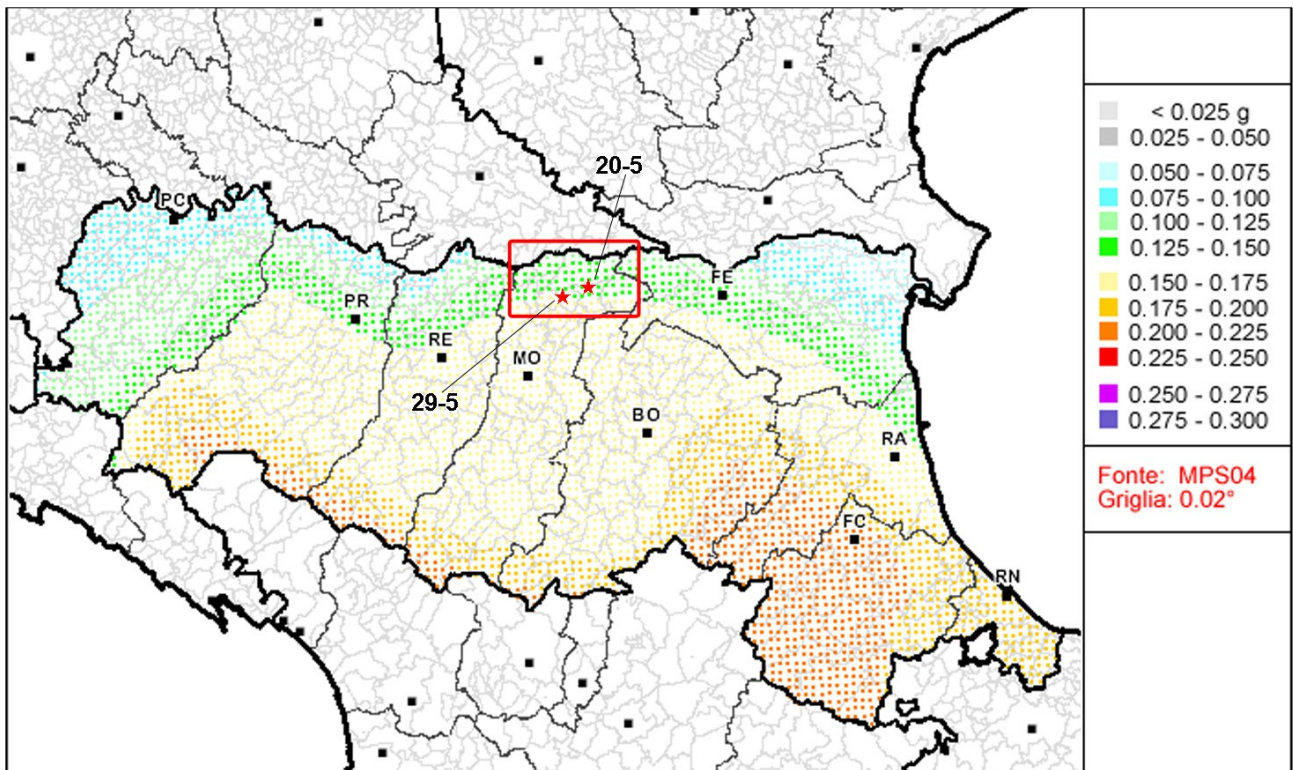 20-5
PC
FE
PR
RE
MO
29-5
BO
RA
FC
RN
< 0.025 g
0.025 - 0.050
0.050 - 0.075
0.075 - 0.100
0.100 - 0.125
0.125 - 0.150
0.150 - 0.175
0.175 - 0.200
0.200 - 0.225
0.225 - 0.250
0.250 - 0.275
0.275 - 0.300
Fonte: MPS04
Griglia: 0.02°